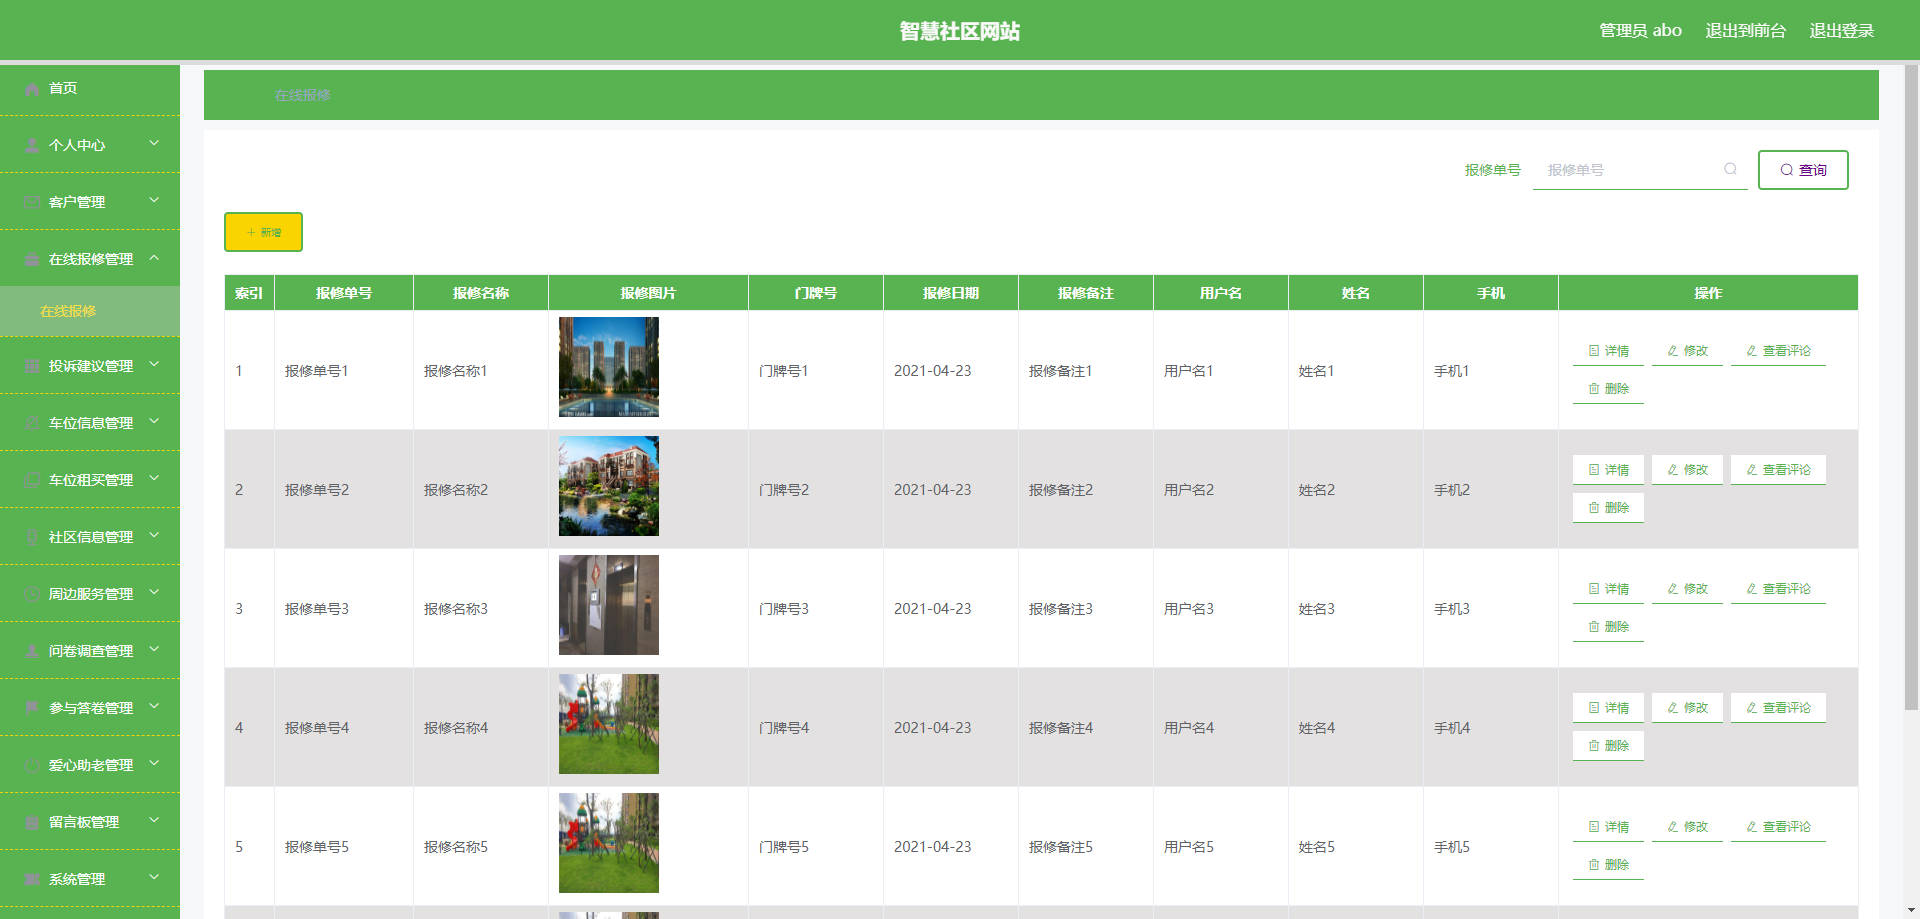 智慧社区网站
管理员 abo 退出到前台 退出登录
首页
个人中心
客户管理
在线报修管理
在线报修
投诉建议管理
车位信息管理
车位租买管理
社区信息管理
周边服务管理
问卷调查管理
参与答卷管理
爱心助老管理
留言板管理
系统管理
在线报修
报修单号 报修单号 查询
新增
索引 报修单号 报修名称 报修图片 门牌号 报修日期 报修备注 用户名 姓名 手机 操作
1 报修单号1 报修名称1 门牌号1 2021-04-23 报修备注1 用户名1 姓名1 手机1 详情 修改 查看评论
删除
2 报修单号2 报修名称2 门牌号2 2021-04-23 报修备注2 用户名2 姓名2 手机2 详情 修改 查看评论
删除
3 报修单号3 报修名称3 门牌号3 2021-04-23 报修备注3 用户名3 姓名3 手机3 详情 修改 查看评论
删除
4 报修单号4 报修名称4 门牌号4 2021-04-23 报修备注4 用户名4 姓名4 手机4 详情 修改 查看评论
删除
5 报修单号5 报修名称5 门牌号5 2021-04-23 报修备注5 用户名5 姓名5 手机5 详情 修改 查看评论
删除